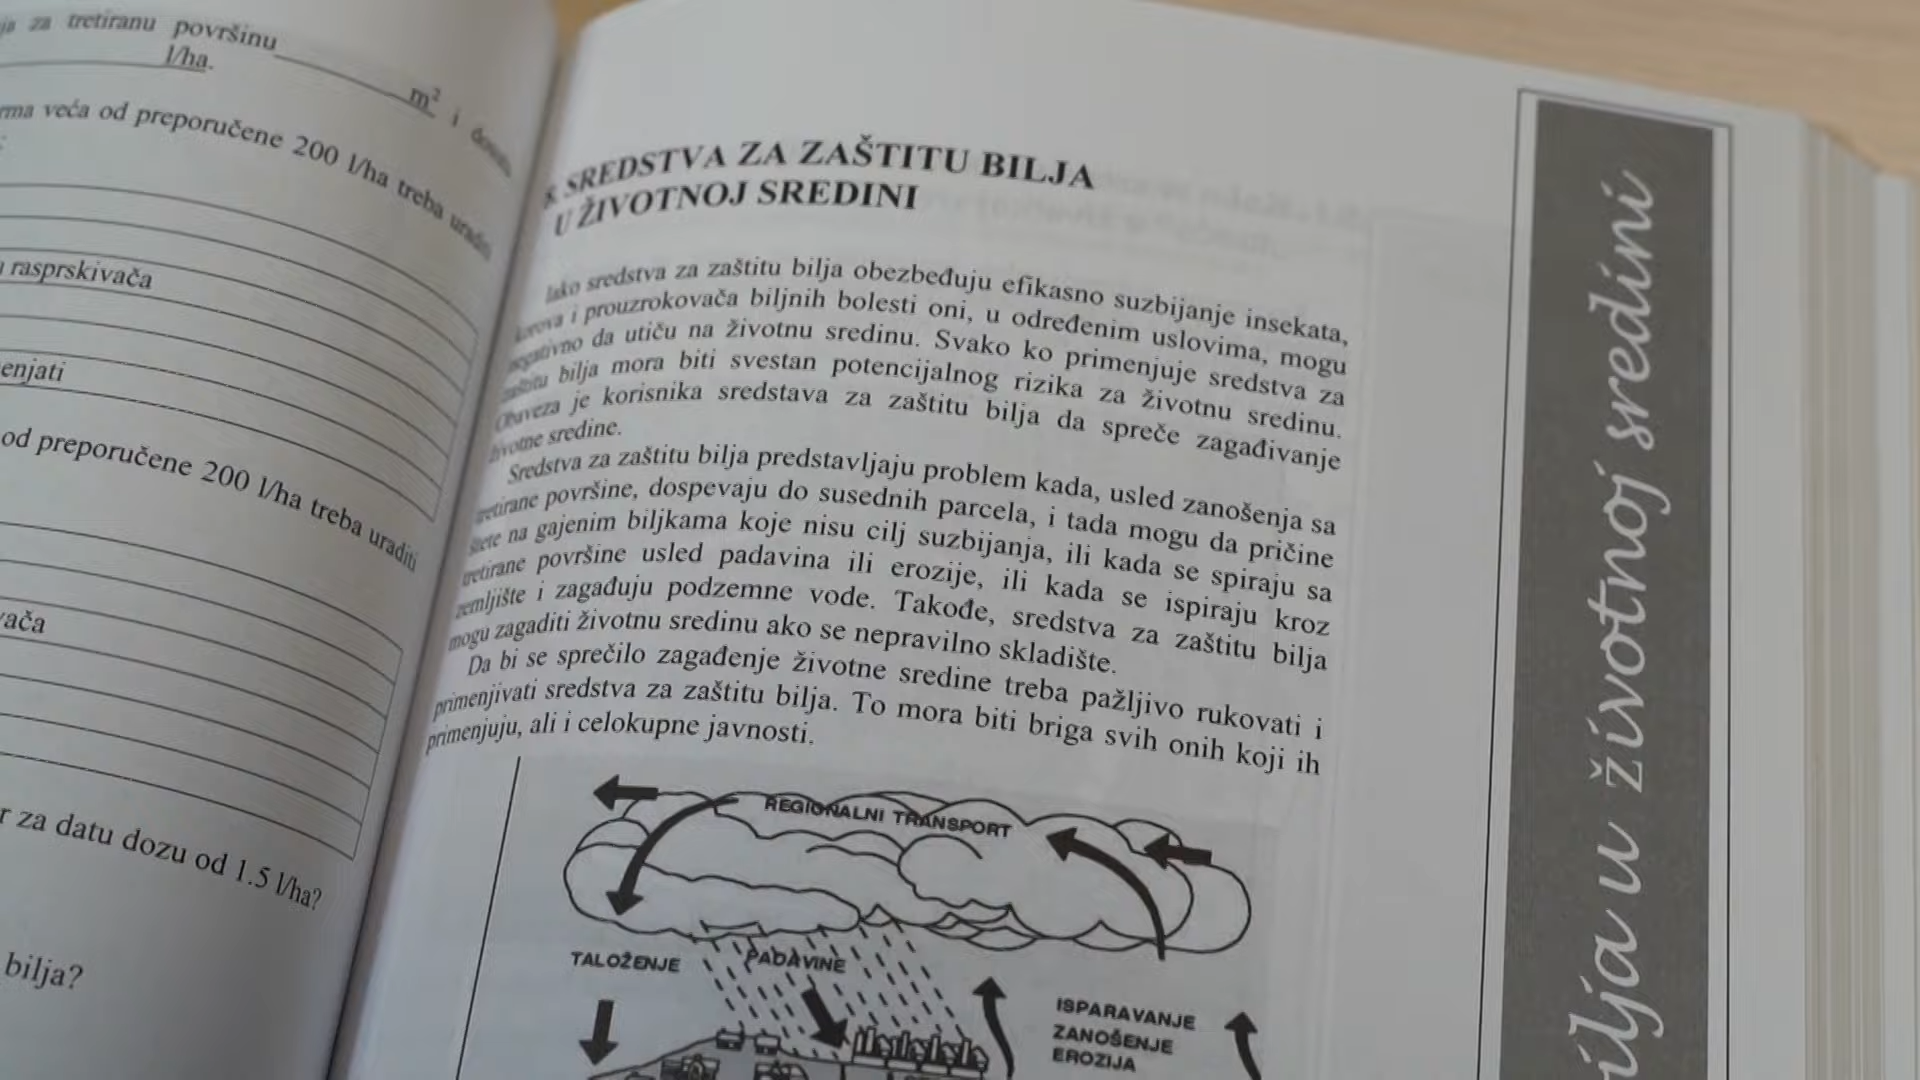 za tretiranu površinu
m² i
l/ha.
veća od preporučene 200 l/ha treba uraditi
rasprskivača
od preporučene 200 l/ha treba uraditi
za datu dozu od 1.5 l/ha?
bilja?
SREDSTVA ZA ZAŠTITU BILJA
U ŽIVOTNOJ SREDINI
Iako sredstva za zaštitu bilja obezbeđuju efikasno suzbijanje insekata,
korova i prouzrokovača biljnih bolesti oni, u određenim uslovima, mogu
negativno da utiču na životnu sredinu. Svako ko primenjuje sredstva za
zaštitu bilja mora biti svestan potencijalnog rizika za životnu sredinu.
Obaveza je korisnika sredstava za zaštitu bilja da spreče zagađivanje
životne sredine.
Sredstva za zaštitu bilja predstavljaju problem kada, usled zanošenja sa
tretirane površine, dospevaju do susednih parcela, i tada mogu da pričine
štete na gajenim biljkama koje nisu cilj suzbijanja, ili kada se spiraju sa
tretirane površine usled padavina ili erozije, ili kada se ispiraju kroz
zemljište i zagađuju podzemne vode. Takođe, sredstva za zaštitu bilja
mogu zagaditi životnu sredinu ako se nepravilno skladište.
Da bi se sprečilo zagađenje životne sredine treba pažljivo rukovati i
primenjivati sredstva za zaštitu bilja. To mora biti briga svih onih koji ih
primenjuju, ali i celokupne javnosti.
REGIONALNI TRANSPORT
TALOŽENJE
PADAVINE
ISPARAVANJE
ZANOŠENJE
EROZIJA
bilja u životnoj sredini